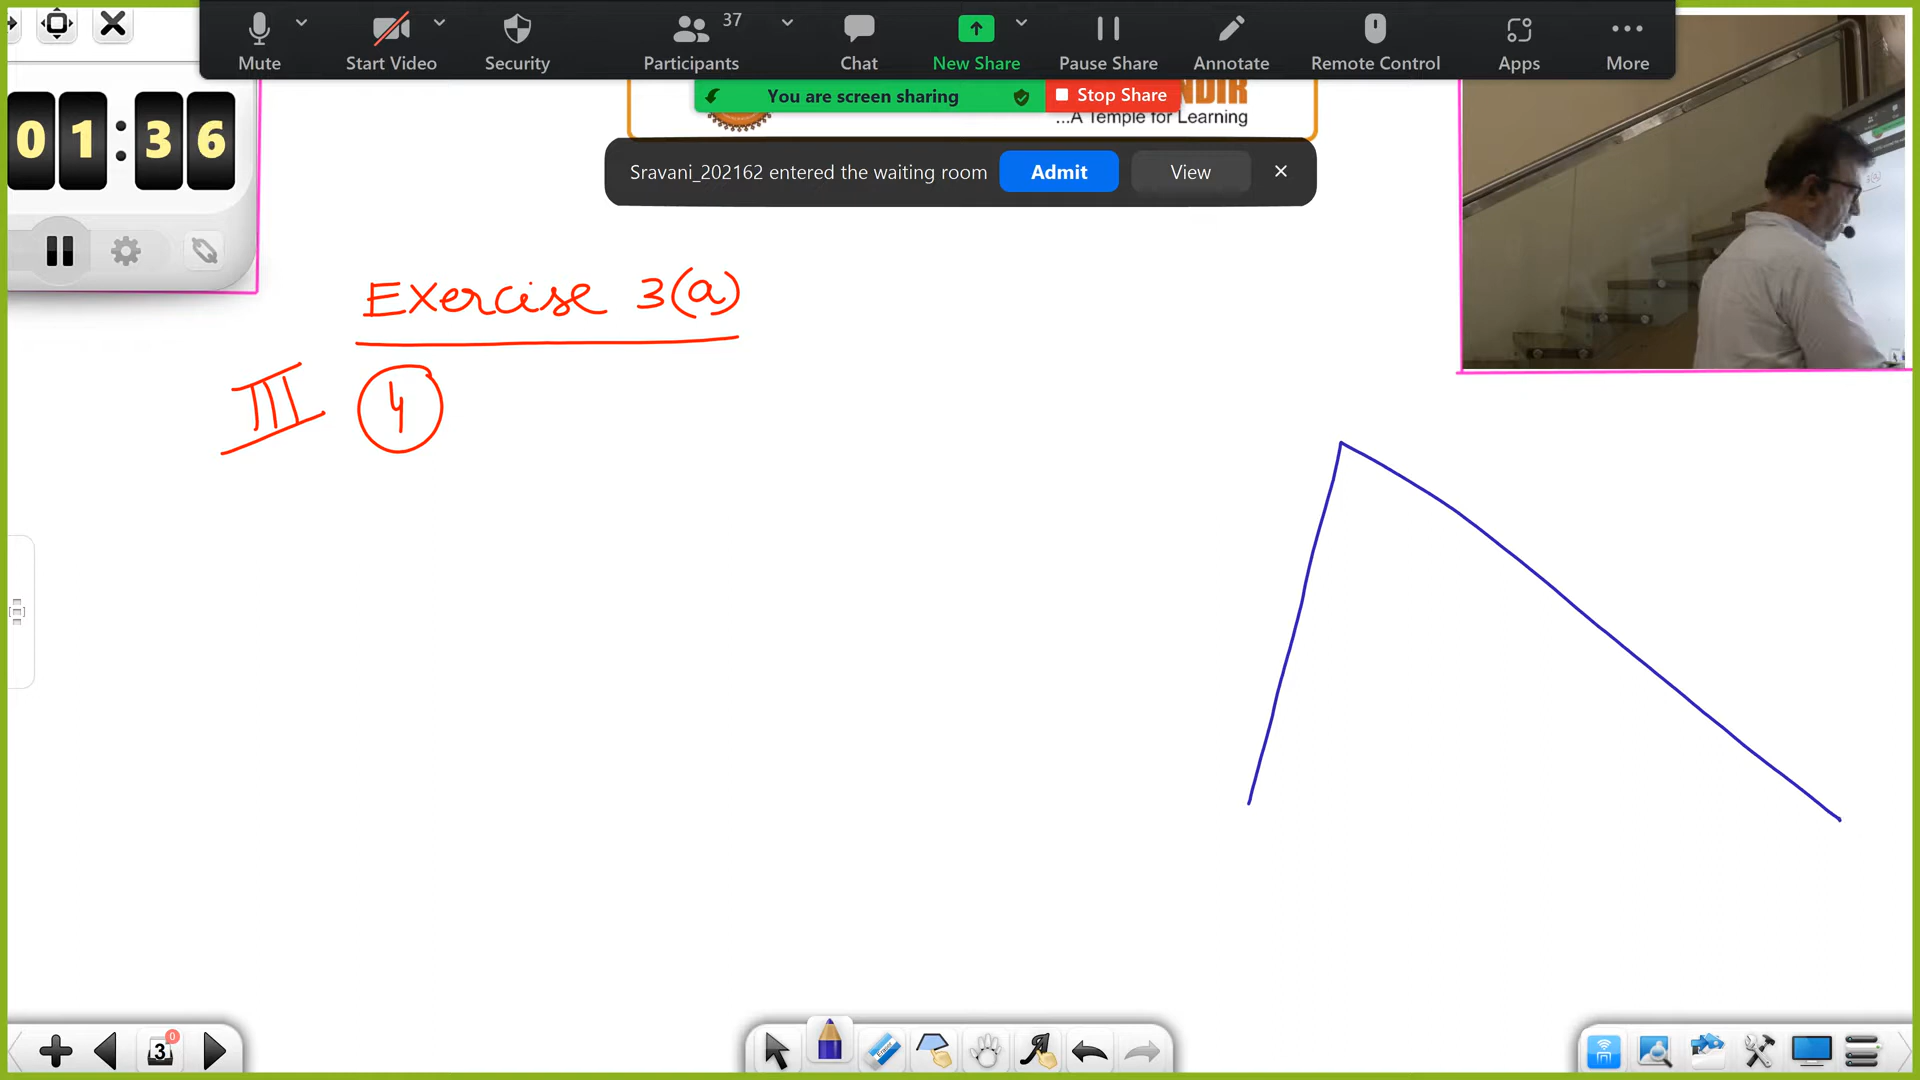 Mute
Start Video
Security
Participants
37
Chat
New Share
Pause Share
Annotate
Remote Control
Apps
More
You are screen sharing
Stop Share
...A Temple for Learning
01:36
Sravani_202162 entered the waiting room
Admit
View
Exercise 3(a)
III 4
3
0